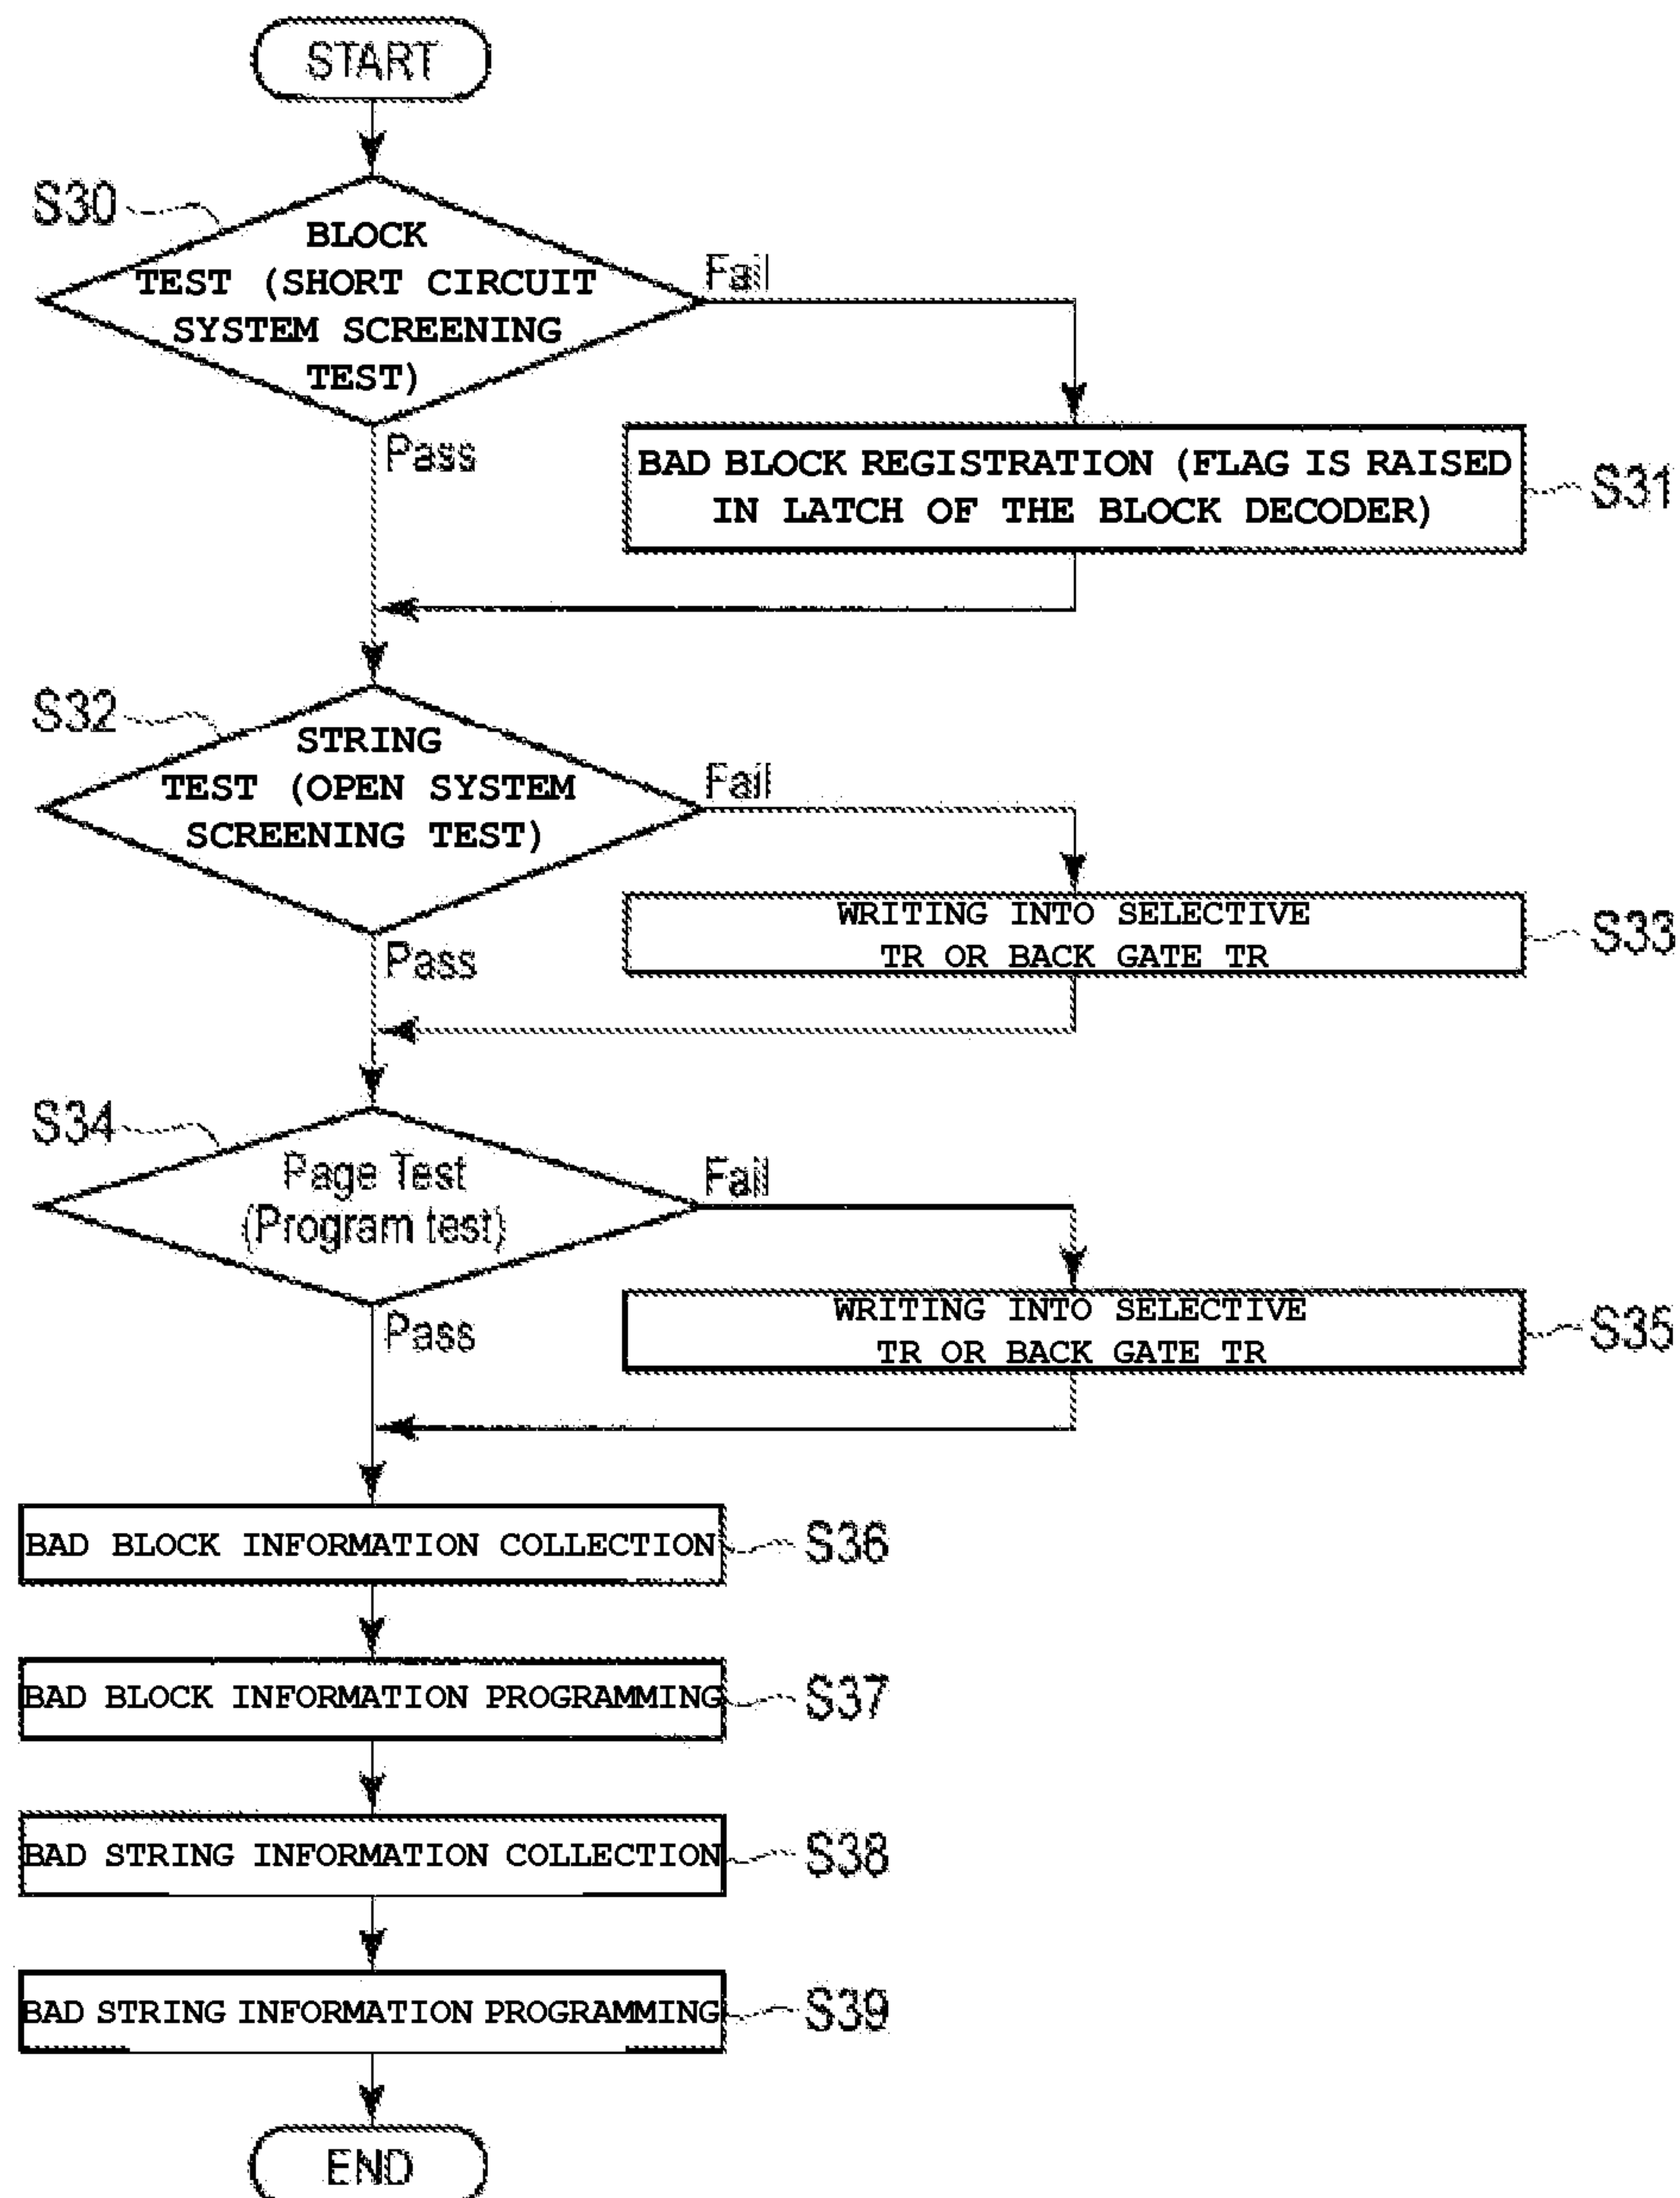 START
S30
BLOCK
TEST (SHORT CIRCUIT
SYSTEM SCREENING
TEST)
Fail
Pass
BAD BLOCK REGISTRATION (FLAG IS RAISED
IN LATCH OF THE BLOCK DECODER)
S31
S32
STRING
TEST (OPEN SYSTEM
SCREENING TEST)
Fail
Pass
WRITING INTO SELECTIVE
TR OR BACK GATE TR
S33
S34
Page Test
(Program test)
Fail
Pass
WRITING INTO SELECTIVE
TR OR BACK GATE TR
S35
BAD BLOCK INFORMATION COLLECTION
S36
BAD BLOCK INFORMATION PROGRAMMING
S37
BAD STRING INFORMATION COLLECTION
S38
BAD STRING INFORMATION PROGRAMMING
S39
END